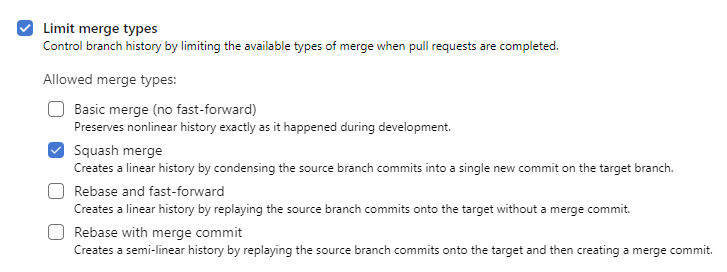 Limit merge types
Control branch history by limiting the available types of merge when pull requests are completed.
Allowed merge types:
Basic merge (no fast-forward)
Preserves nonlinear history exactly as it happened during development.
Squash merge
Creates a linear history by condensing the source branch commits into a single new commit on the target branch.
Rebase and fast-forward
Creates a linear history by replaying the source branch commits onto the target without a merge commit.
Rebase with merge commit
Creates a semi-linear history by replaying the source branch commits onto the target and then creating a merge commit.